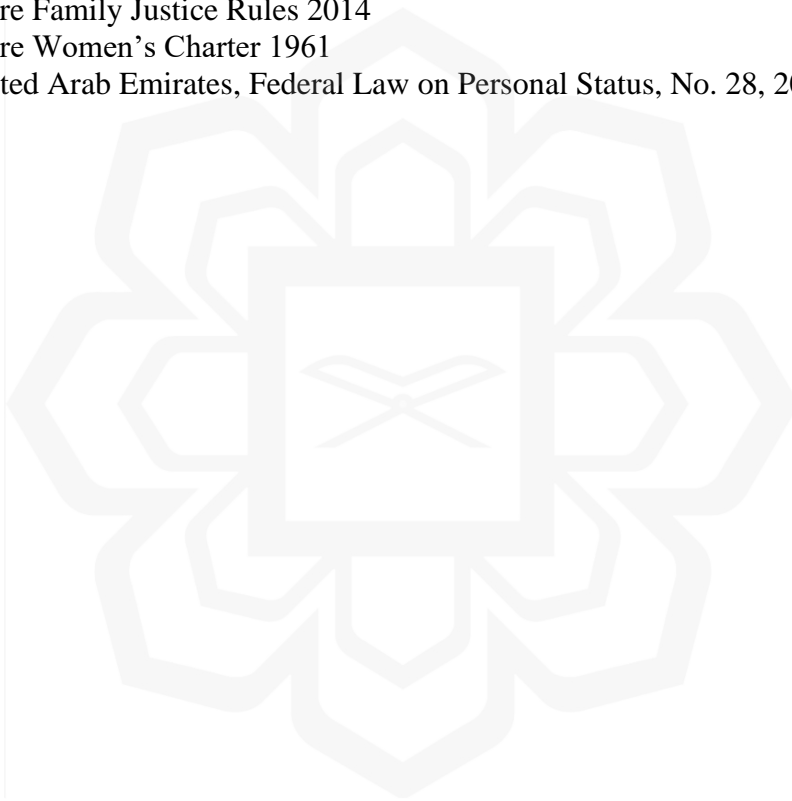 re Family Justice Rules 2014
re Women’s Charter 1961
ted Arab Emirates, Federal Law on Personal Status, No. 28, 20